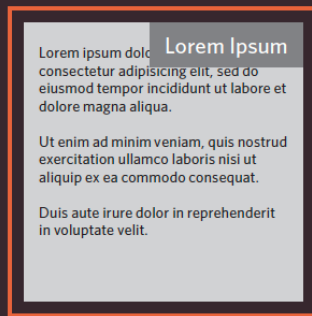 Lorem Ipsum
Lorem ipsum
consectetur adipisicing elit, sed do
eiusmod tempor incididunt ut labore et
dolore magna aliqua.
Ut enim ad minim veniam, quis nostrud
exercitation ullamco laboris nisi ut
aliquip ex ea commodo consequat.
Duis aute irure dolor in reprehenderit
in voluptate velit.